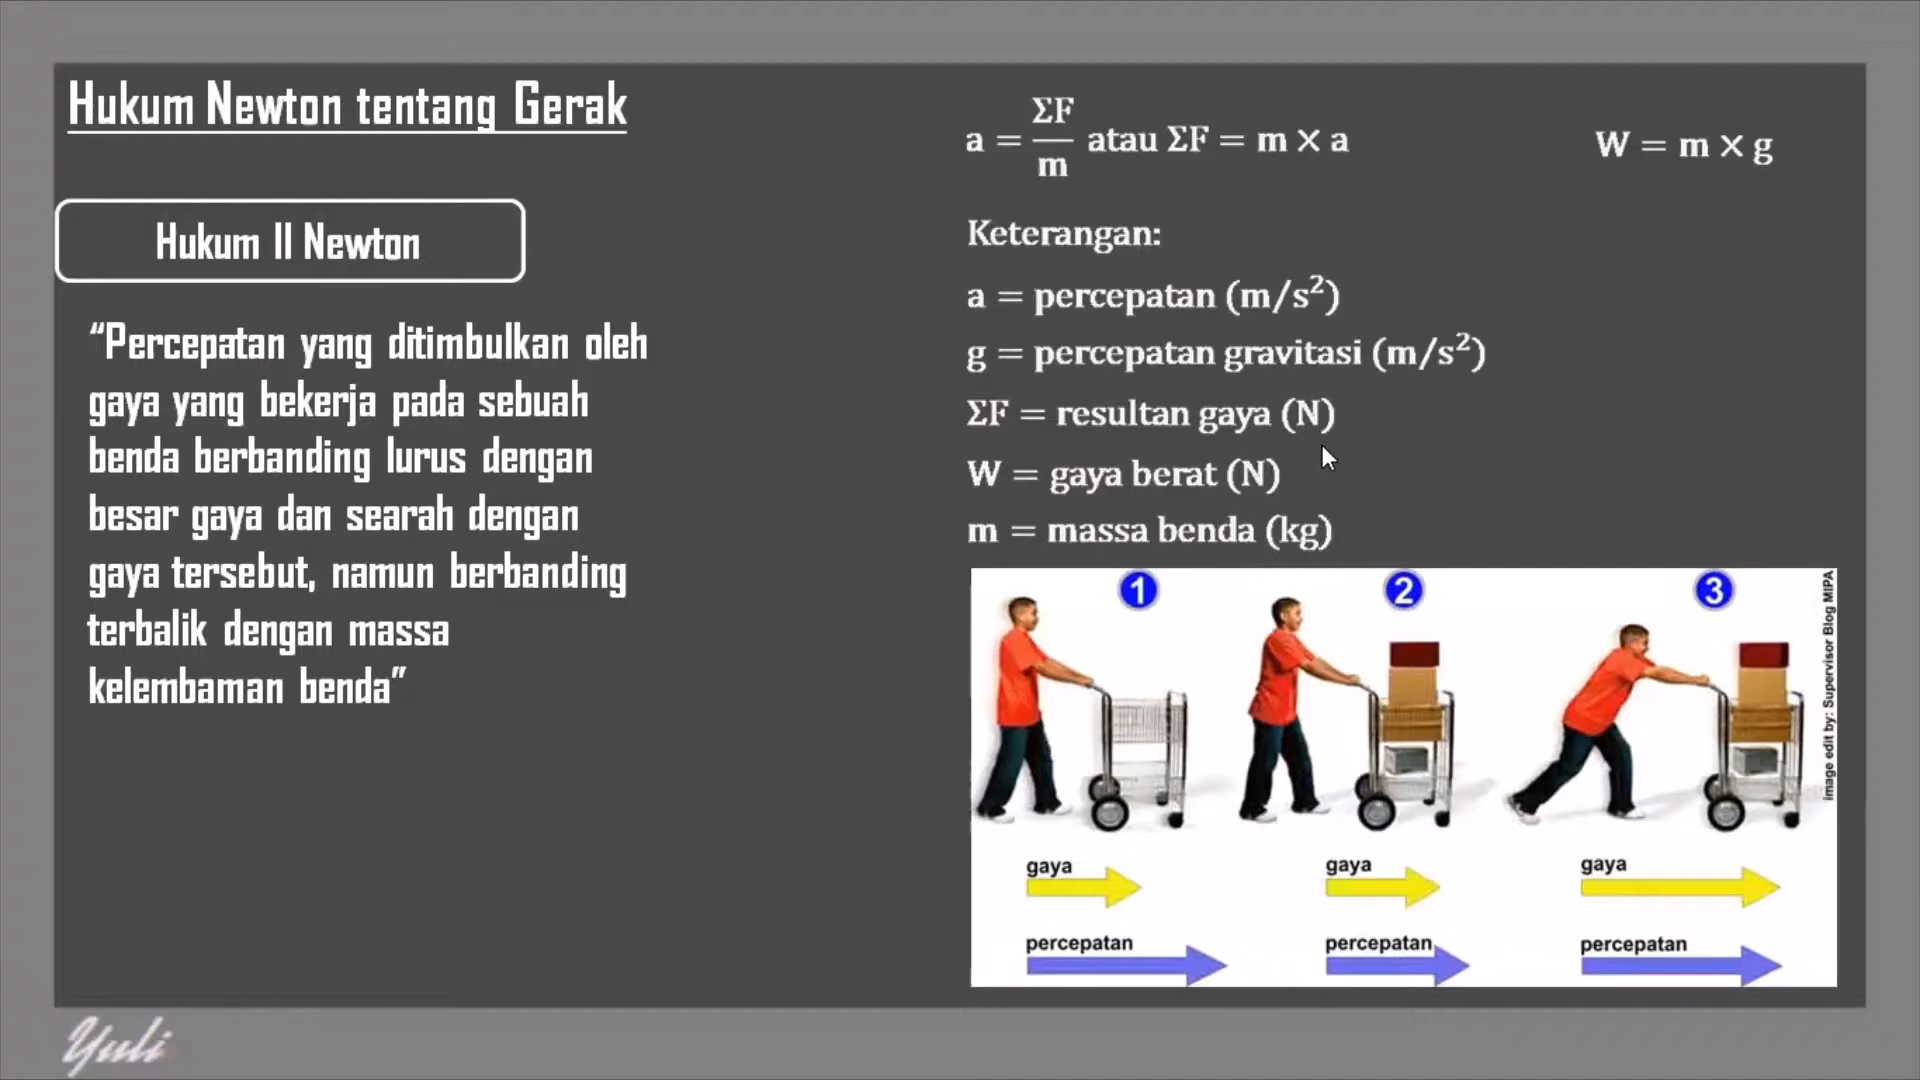 Hukum Newton tentang Gerak
Hukum II Newton
“Percepatan yang ditimbulkan oleh
gaya yang bekerja pada sebuah
benda berbanding lurus dengan
besar gaya dan searah dengan
gaya tersebut, namun berbanding
terbalik dengan massa
kelembaman benda”
a = ΣF/m atau ΣF = m × a
W = m × g
Keterangan:
a = percepatan (m/s²)
g = percepatan gravitasi (m/s²)
ΣF = resultan gaya (N)
W = gaya berat (N)
m = massa benda (kg)
1
2
3
image edit by: Supervisor Blog MIPA
gaya
gaya
gaya
percepatan
percepatan
percepatan
Yuli